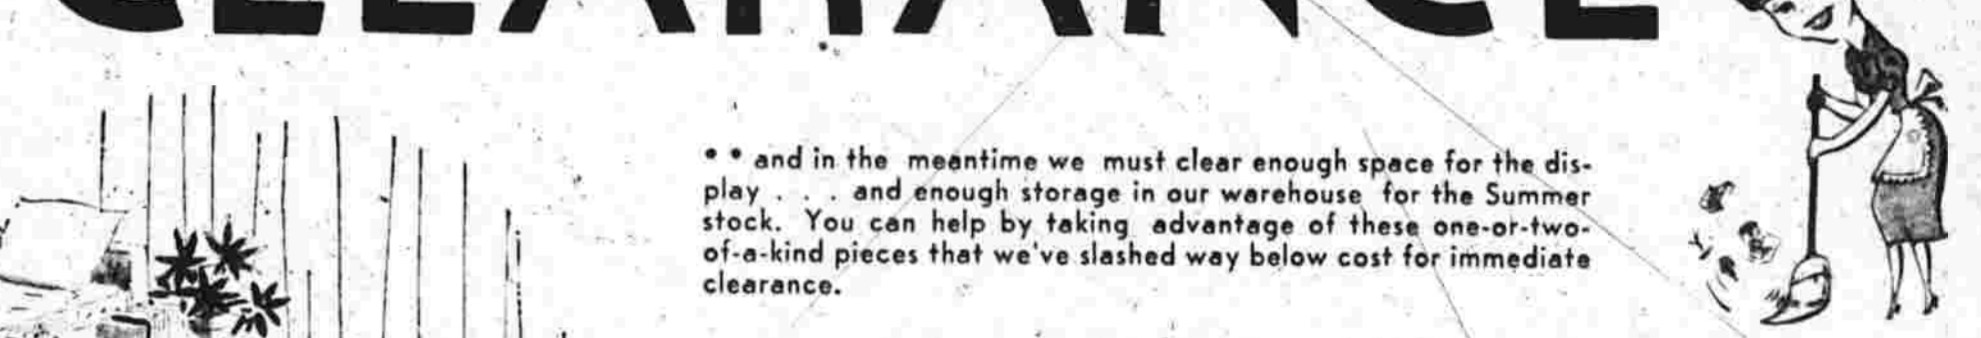 CLEARANCE
• • and in the meantime we must clear enough space for the dis-
play . . . and enough storage in our warehouse for the Summer
stock. You can help by taking advantage of these one-or-two-
of-a-kind pieces that we've slashed way below cost for immediate
clearance.